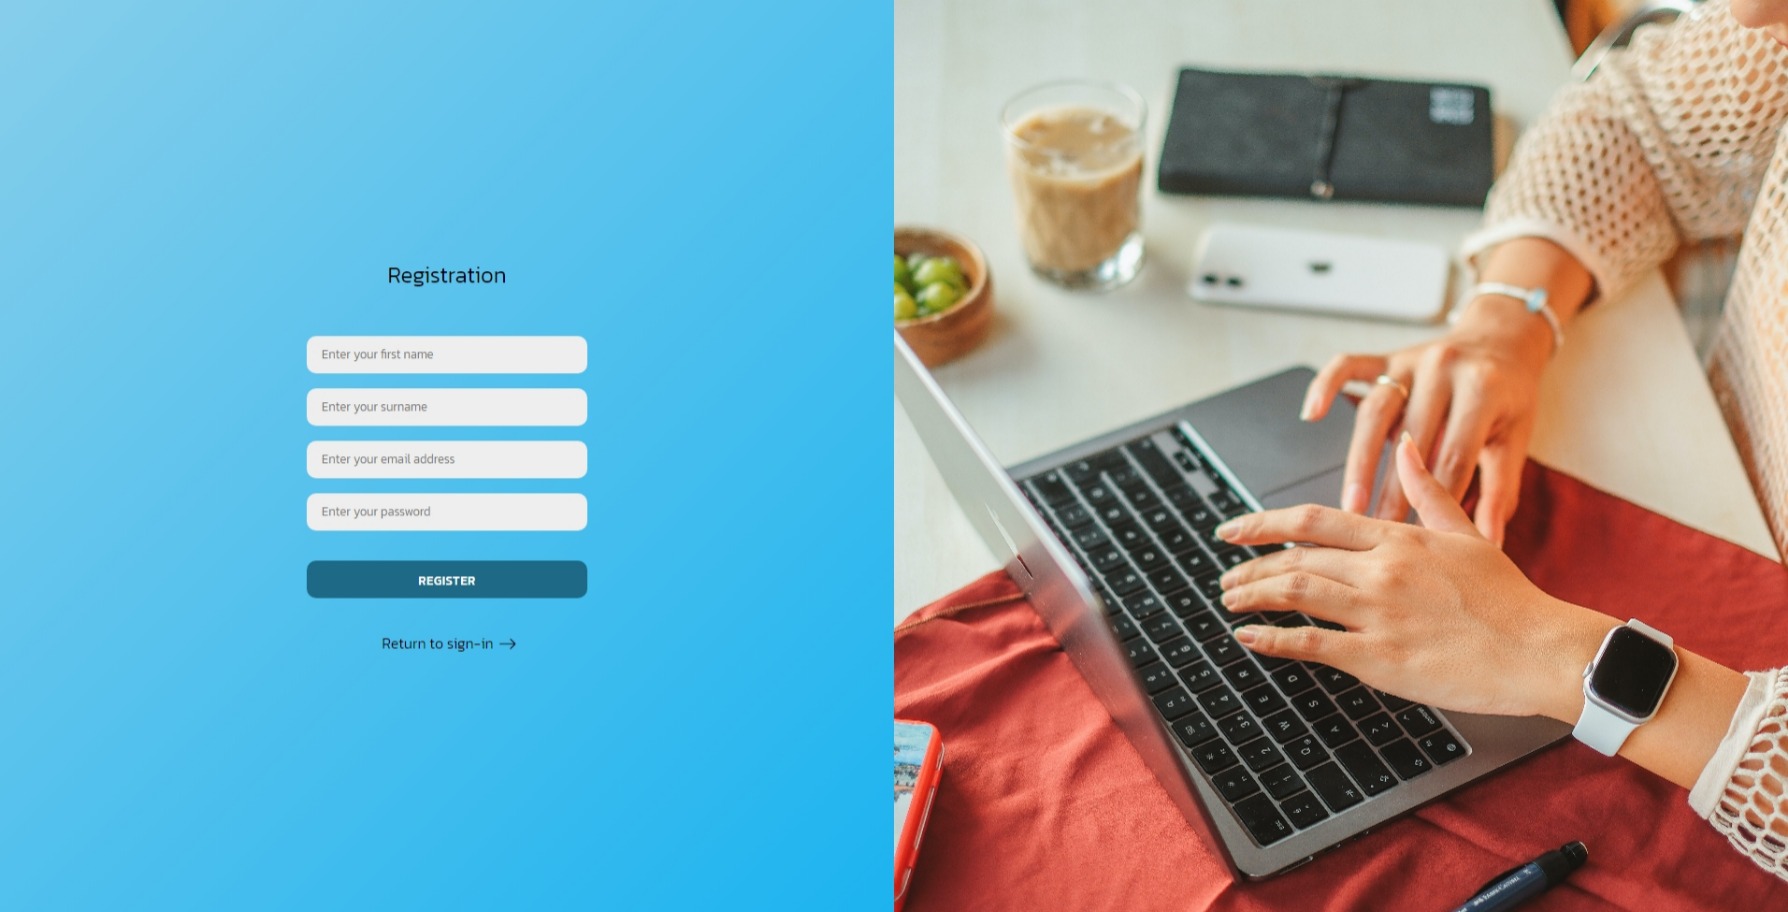 Registration
Enter your first name
Enter your surname
Enter your email address
Enter your password
REGISTER
Return to sign-in →